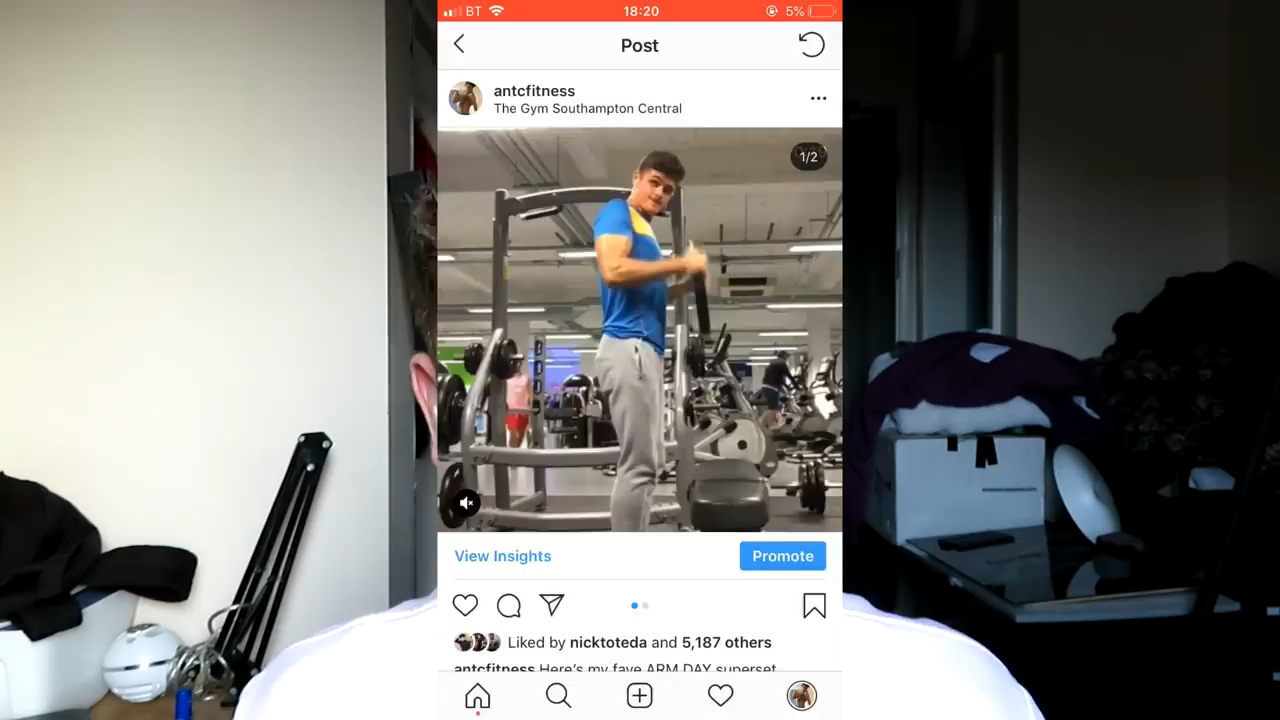 BT 18:20 5%
Post
antcfitness
The Gym Southampton Central
1/2
View Insights
Promote
Liked by nicktoteda and 5,187 others
antcfitness Here's my fave ARM DAY superset